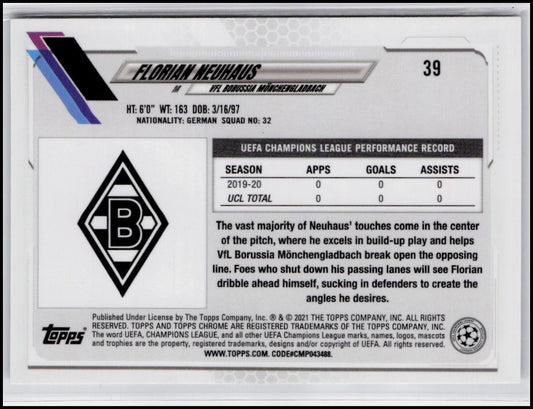 FLORIAN NEUHAUS
39
VFL BORUSSIA MÖNCHENGLADBACH
HT: 6'0" WT: 163 DOB: 3/16/97
NATIONALITY: GERMAN SQUAD NO: 32
UEFA CHAMPIONS LEAGUE PERFORMANCE RECORD
SEASON APPS GOALS ASSISTS
2019-20 0 0 0
UCL TOTAL 0 0 0
B
The vast majority of Neuhaus' touches come in the center
of the pitch, where he excels in build-up play and helps
VfL Borussia Mönchengladbach break open the opposing
line. Foes who shut down his passing lanes will see Florian
dribble ahead himself, sucking in defenders to create the
angles he desires.
Published Under License by The Topps Company, Inc. ® & © 2021 THE TOPPS COMPANY, INC. ALL RIGHTS
RESERVED. TOPPS AND TOPPS CHROME ARE REGISTERED TRADEMARKS OF THE TOPPS COMPANY, INC.
The word UEFA, CHAMPIONS LEAGUE, and all other UEFA Champions League marks, names, logos, mascots
and trophies are the property, registered trademarks, designs and/or copyright of UEFA. All rights reserved.
WWW.TOPPS.COM. CODE#CMP043488.
Topps